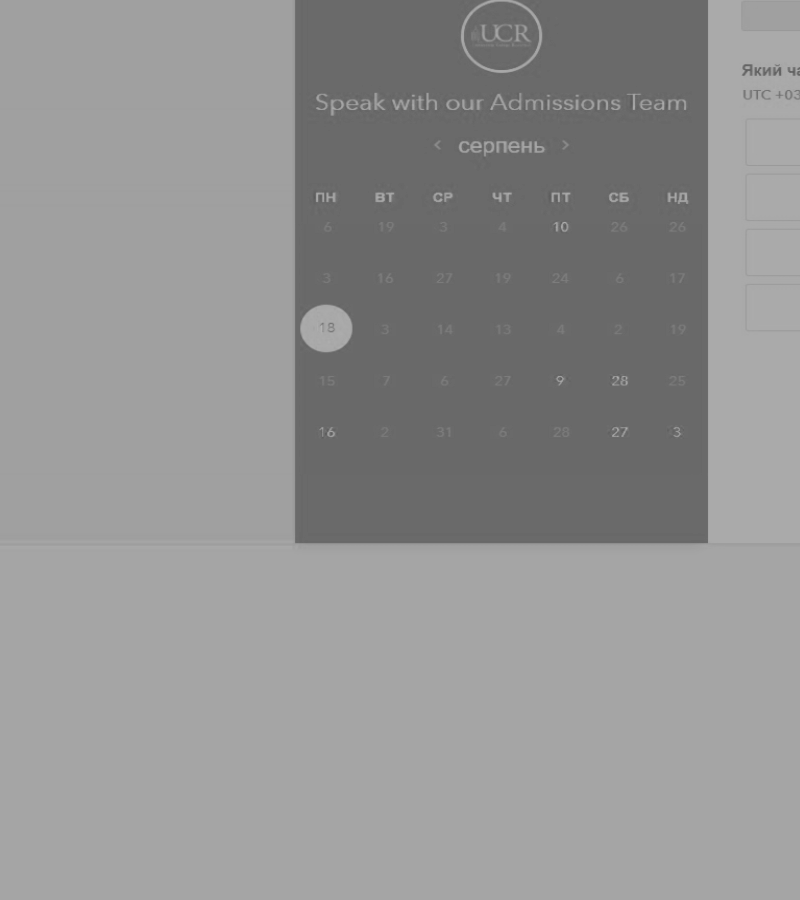 UCR
Speak with our Admissions Team
< серпень >
ПН ВТ СР ЧТ ПТ СБ НД
6 19 3 4 10 26 26
3 16 27 19 24 6 17
18 3 14 13 4 2 19
15 7 6 27 9 28 25
16 2 31 6 28 27 3
Який ча
UTC +03